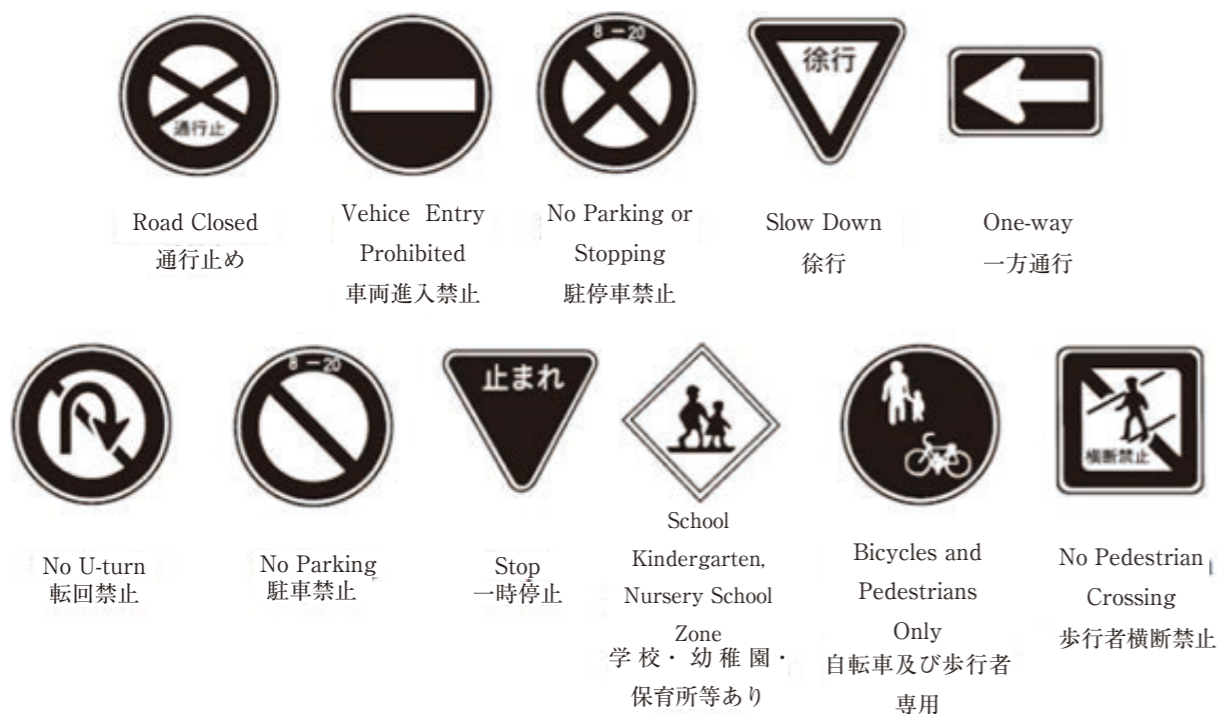 通行止
8-20
徐行
Road Closed
通行止め
Vehice Entry
Prohibited
車両進入禁止
No Parking or
Stopping
駐停車禁止
Slow Down
徐行
One-way
一方通行
8-20
止まれ
横断禁止
No U-turn
転回禁止
No Parking
駐車禁止
Stop
一時停止
School
Kindergarten,
Nursery School
Zone
学校・幼稚園・
保育所等あり
Bicycles and
Pedestrians
Only
自転車及び歩行者
専用
No Pedestrian
Crossing
歩行者横断禁止